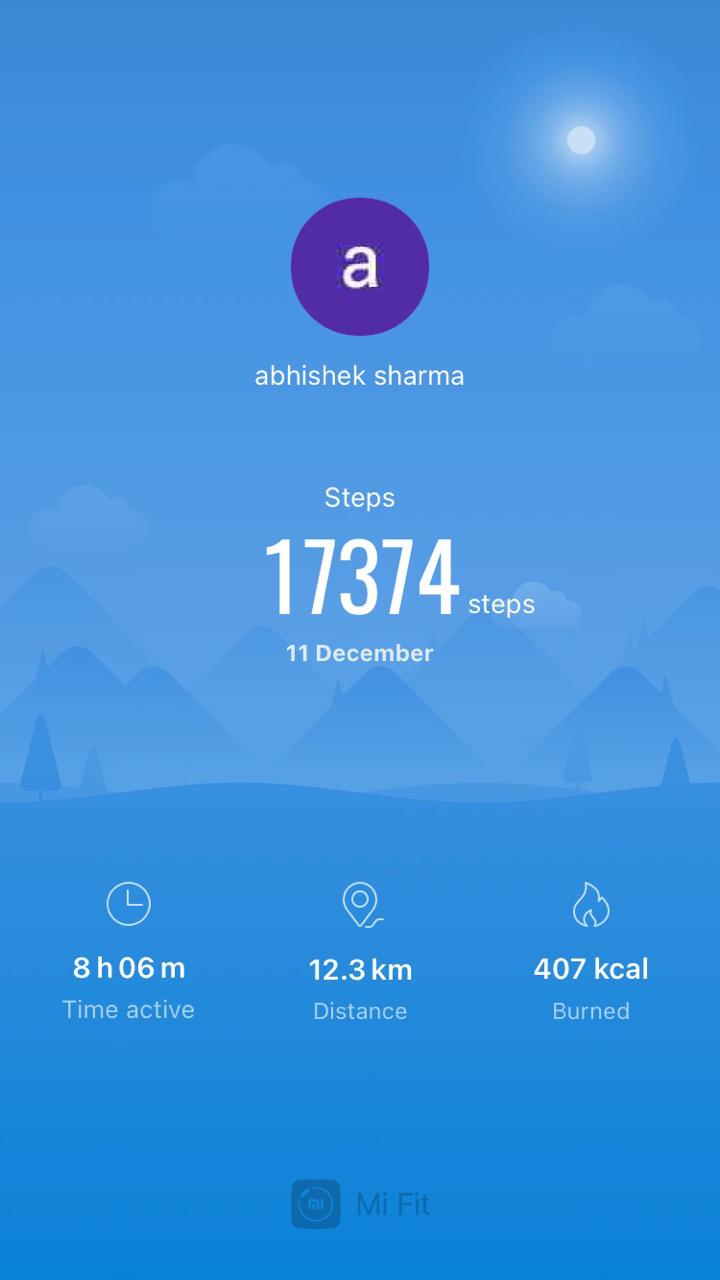 a
abhishek sharma
Steps
17374 steps
11 December
8 h 06 m 12.3 km 407 kcal
Time active Distance Burned
mi Mi Fit